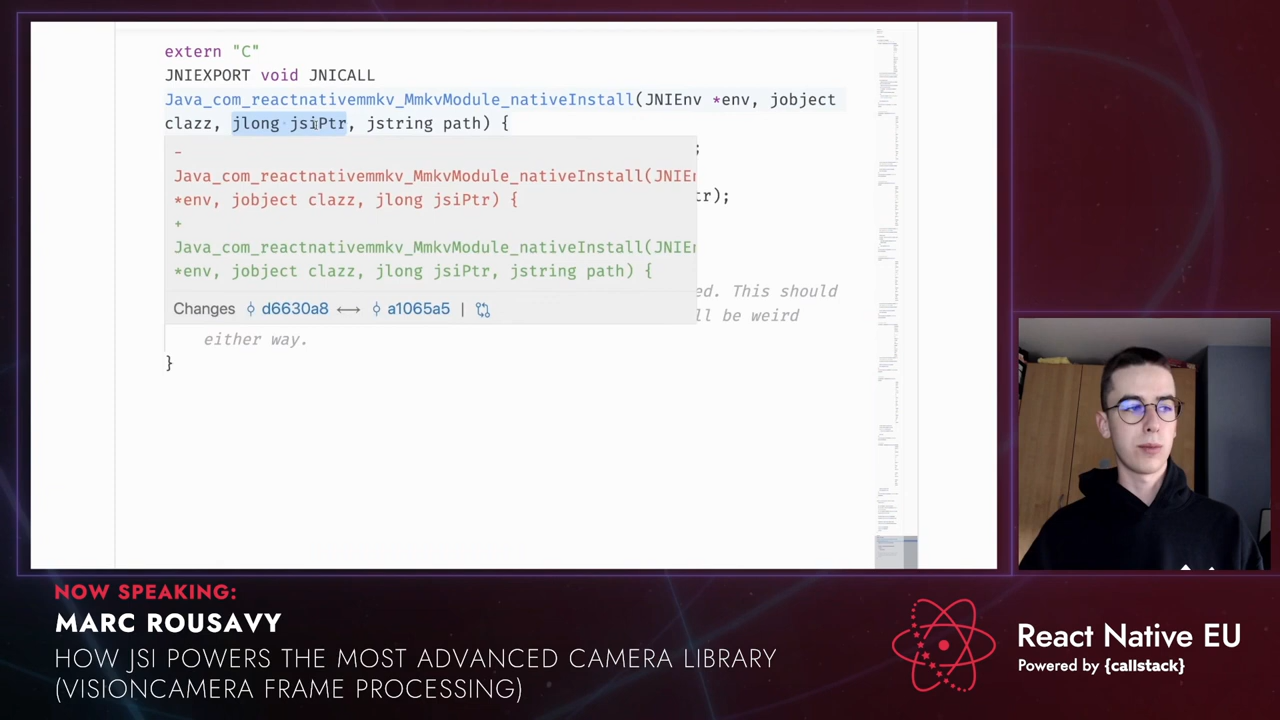 extern "C"
JNIEXPORT void JNICALL
Java_com_reactnativemmkv_MmkvModule_nativeInstall(JNIEnv *env, jobject
clazz, jlong jsiPtr, jstring path) {
-
Java_com_reactnativemmkv_MmkvModule_nativeInstall(JNIEn
*env, jobject clazz, jlong jsiPtr) {
tr);
+
Java_com_reactnativemmkv_MmkvModule_nativeInstall(JNIEn
*env, jobject clazz, jlong jsiPtr, jstring path) {
ed. This should
Changes d6630a8 ⟷ a1065a5 |
ll be weird
either way.
}
NOW SPEAKING:
MARC ROUSAVY
HOW JSI POWERS THE MOST ADVANCED CAMERA LIBRARY
(VISIONCAMERA FRAME PROCESSING)
React Native EU
Powered by {callstack}